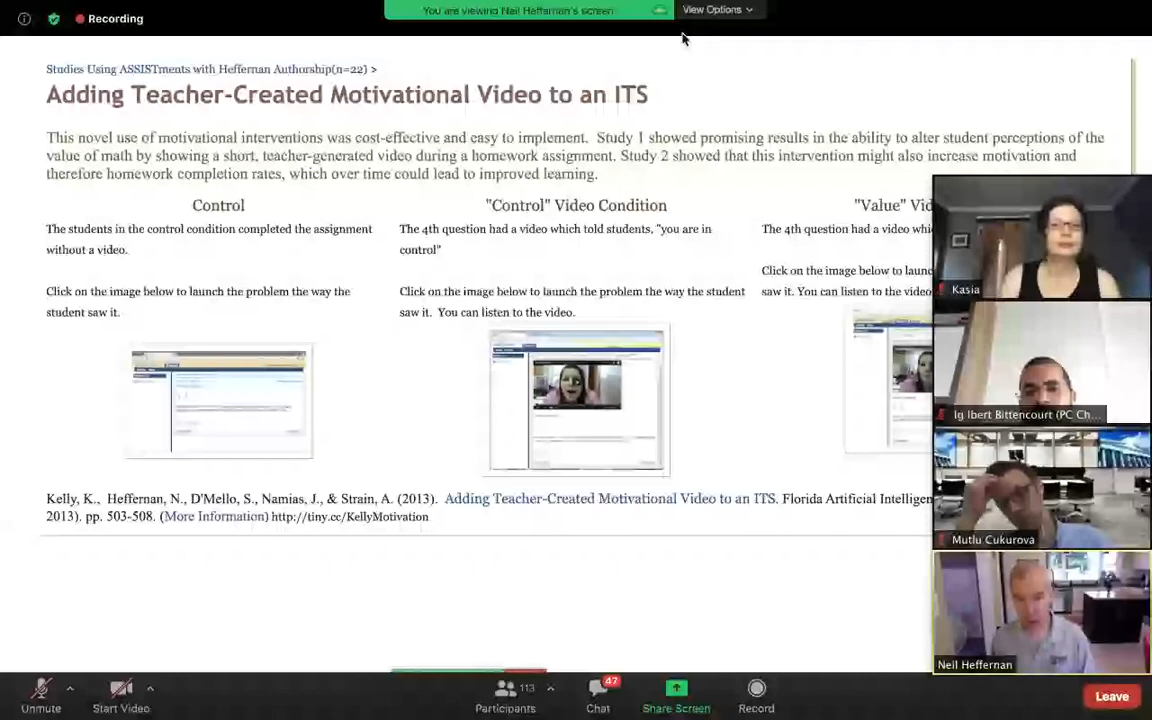 Recording
You are viewing Neil Heffernan's screen
View Options
Studies Using ASSISTments with Heffernan Authorship(n=22) >
Adding Teacher-Created Motivational Video to an ITS
This novel use of motivational interventions was cost-effective and easy to implement. Study 1 showed promising results in the ability to alter student perceptions of the
value of math by showing a short, teacher-generated video during a homework assignment. Study 2 showed that this intervention might also increase motivation and
therefore homework completion rates, which over time could lead to improved learning.
Control
The students in the control condition completed the assignment
without a video.
Click on the image below to launch the problem the way the
student saw it.
"Control" Video Condition
The 4th question had a video which told students, "you are in
control"
Click on the image below to launch the problem the way the student
saw it. You can listen to the video.
"Value" Vid
The 4th question had a video whi
Click on the image below to launc
saw it. You can listen to the video
Kelly, K., Heffernan, N., D'Mello, S., Namias, J., & Strain, A. (2013). Adding Teacher-Created Motivational Video to an ITS. Florida Artificial Intelligen
2013). pp. 503-508. (More Information) http://tiny.cc/KellyMotivation
Kasia
Ig Ibert Bittencourt (PC Ch...
Mutlu Cukurova
Neil Heffernan
Unmute
Start Video
113
Participants
47
Chat
Share Screen
Record
Leave